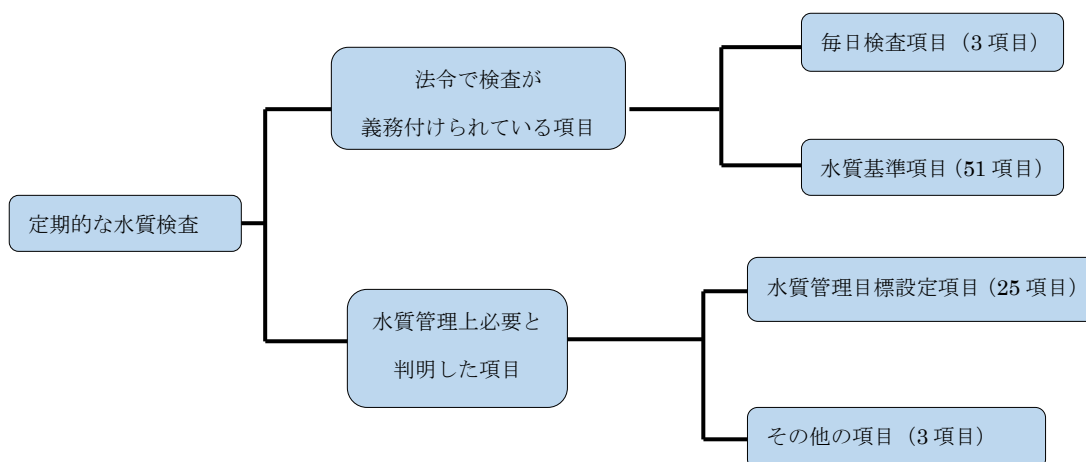 定期的な水質検査
法令で検査が
義務付けられている項目
毎日検査項目（3 項目）
水質基準項目（51 項目）
水質管理上必要と
判明した項目
水質管理目標設定項目（25 項目）
その他の項目（3 項目）